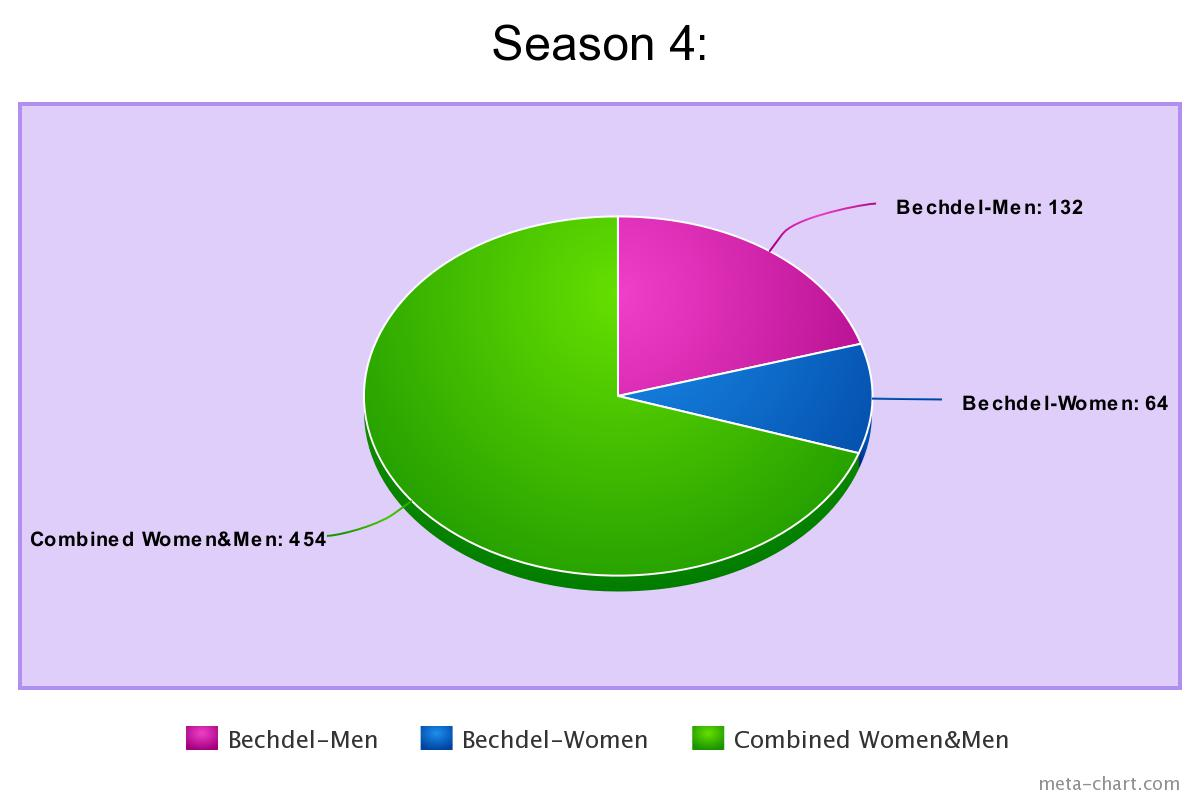 Season 4:
Bechdel-Men: 132
Bechdel-Women: 64
Combined Women&Men: 454
Bechdel-Men
Bechdel-Women
Combined Women&Men
meta-chart.com